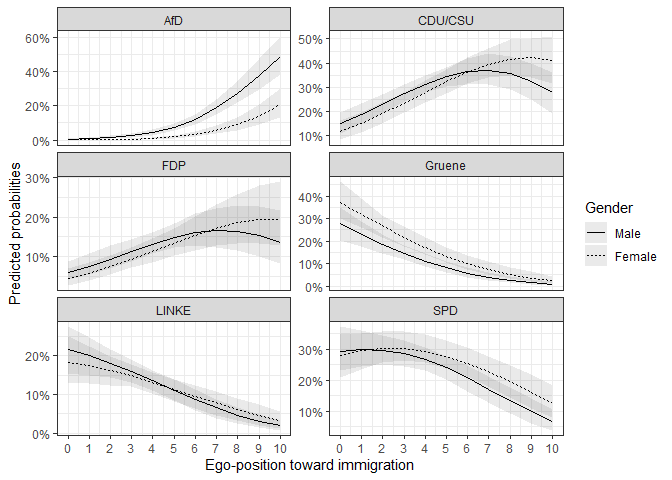 AfD
CDU/CSU
60%
40%
20%
0%
50%
40%
30%
20%
10%
FDP
Gruene
30%
20%
10%
40%
30%
20%
10%
0%
LINKE
SPD
20%
10%
0%
30%
20%
10%
0 1 2 3 4 5 6 7 8 9 10
0 1 2 3 4 5 6 7 8 9 10
Ego-position toward immigration
Predicted probabilities
Gender
Male
Female